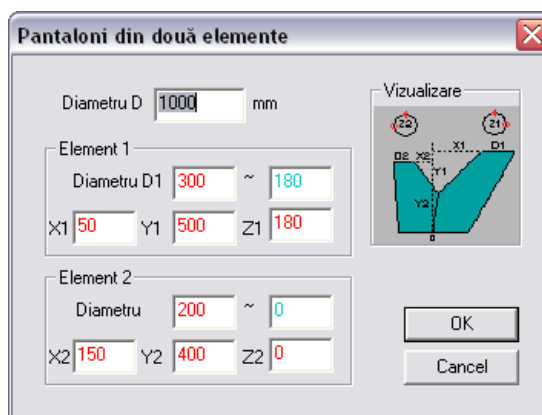 Pantaloni din două elemente
Diametru D 1000 mm
Vizualizare
Z2 Z1
X1 D1
D2 X2
Y1
Y2
D
Element 1
Diametru D1 300 ~ 180
X1 50 Y1 500 Z1 180
Element 2
Diametru 200 ~ 0
X2 150 Y2 400 Z2 0
OK
Cancel